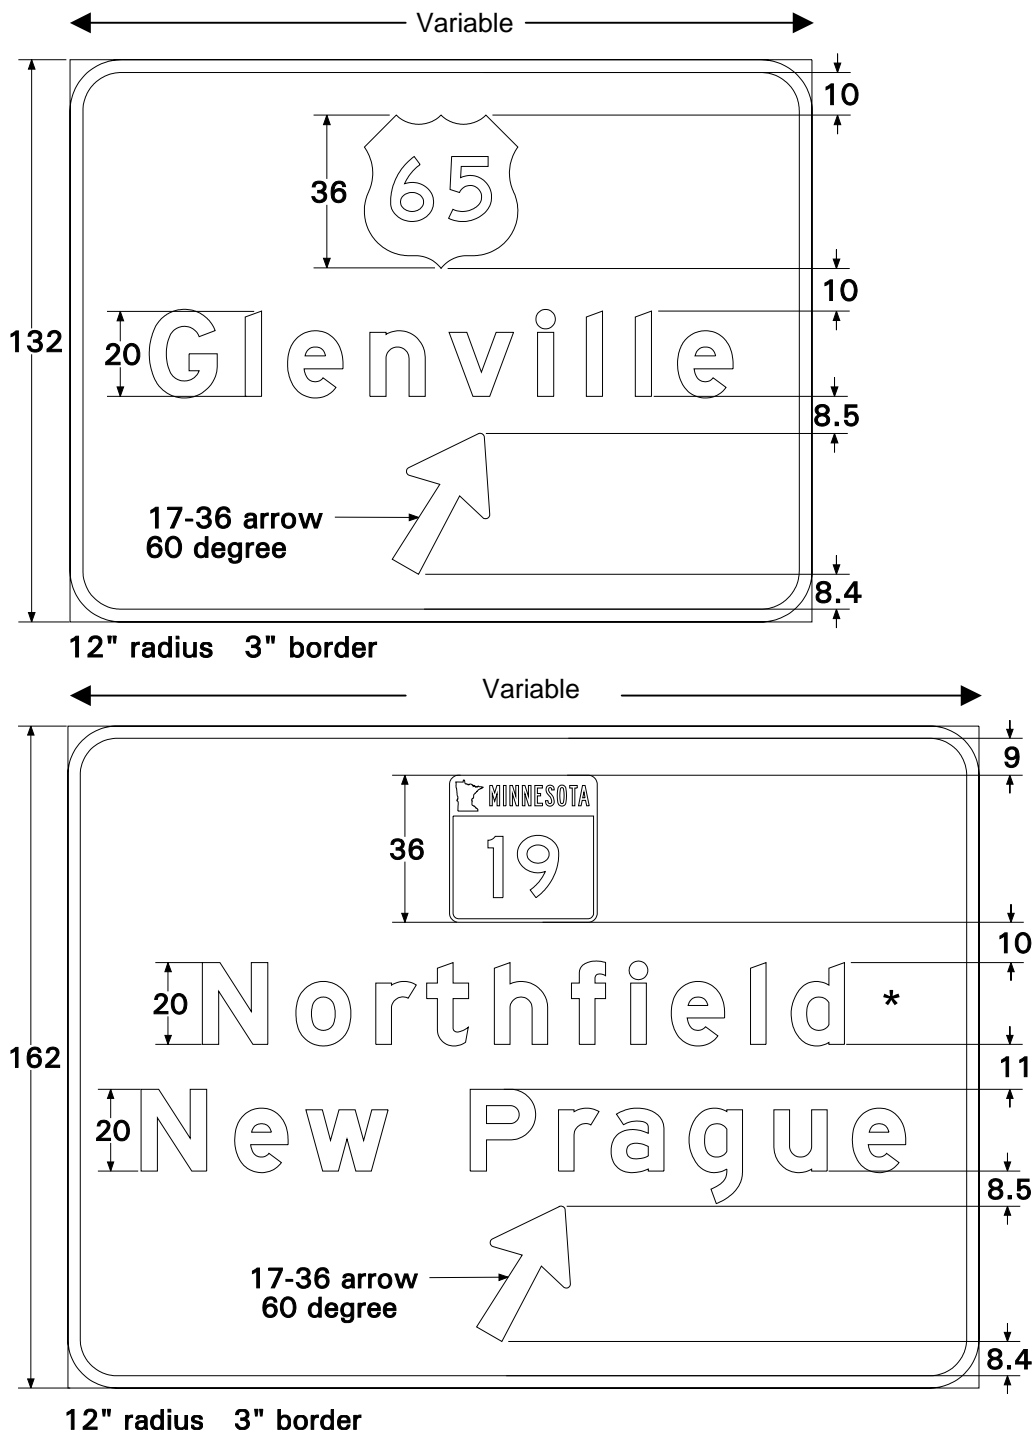 Variable
10
65
36
10
132
20
Glenville
8.5
17-36 arrow
60 degree
8.4
12" radius 3" border
Variable
9
MINNESOTA
36
19
10
20
Northfield *
162
11
20
New Prague
8.5
17-36 arrow
60 degree
8.4
12" radius 3" border